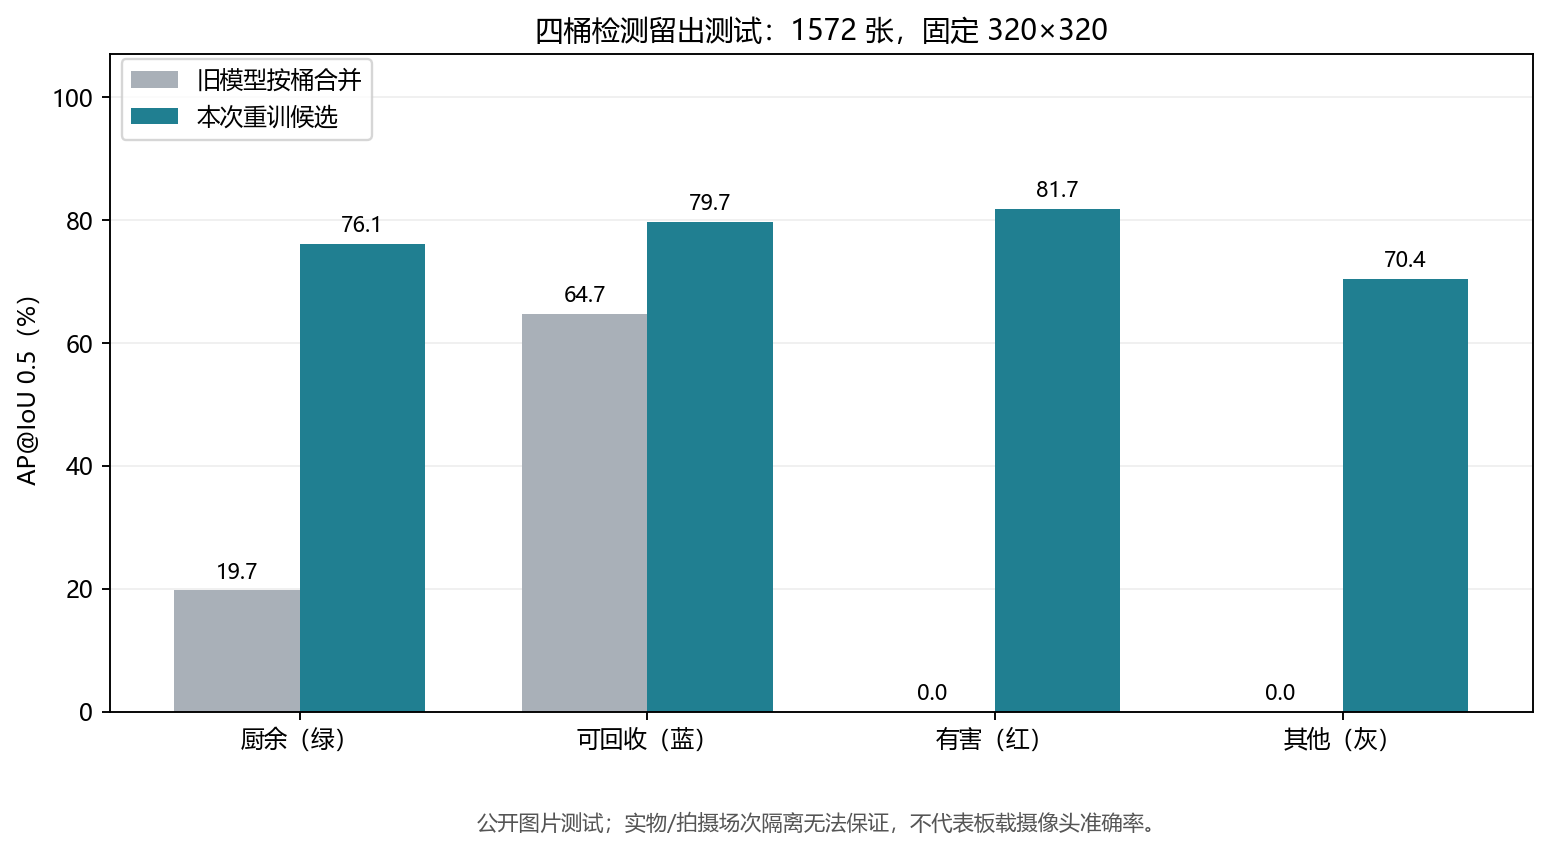 四桶检测留出测试：1572 张，固定 320×320
旧模型按桶合并
本次重训候选
AP@IoU 0.5（%）
100
80
60
40
20
0
19.7
76.1
64.7
79.7
0.0
81.7
0.0
70.4
厨余（绿）
可回收（蓝）
有害（红）
其他（灰）
公开图片测试；实物/拍摄场次隔离无法保证，不代表板载摄像头准确率。